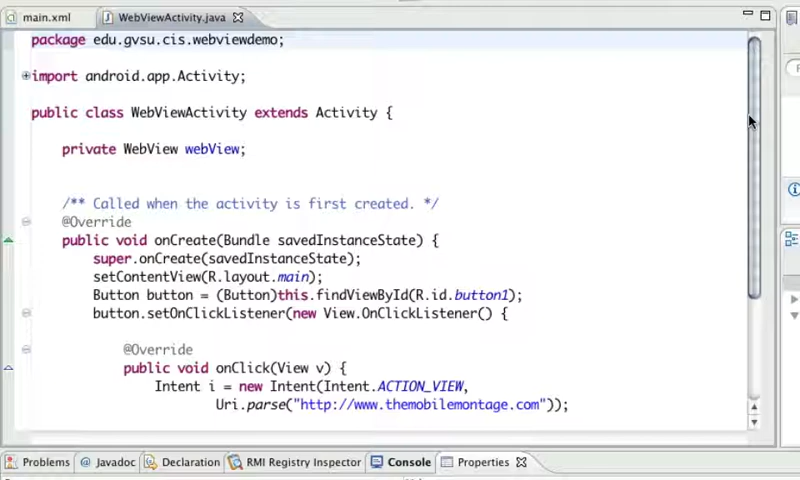 main.xml WebViewActivity.java
package edu.gvsu.cis.webviewdemo;
import android.app.Activity;
public class WebViewActivity extends Activity {
private WebView webView;
/** Called when the activity is first created. */
@Override
public void onCreate(Bundle savedInstanceState) {
super.onCreate(savedInstanceState);
setContentView(R.layout.main);
Button button = (Button)this.findViewById(R.id.button1);
button.setOnClickListener(new View.OnClickListener() {
@Override
public void onClick(View v) {
Intent i = new Intent(Intent.ACTION_VIEW,
Uri.parse("http://www.themobilemontage.com"));
Problems Javadoc Declaration RMI Registry Inspector Console Properties